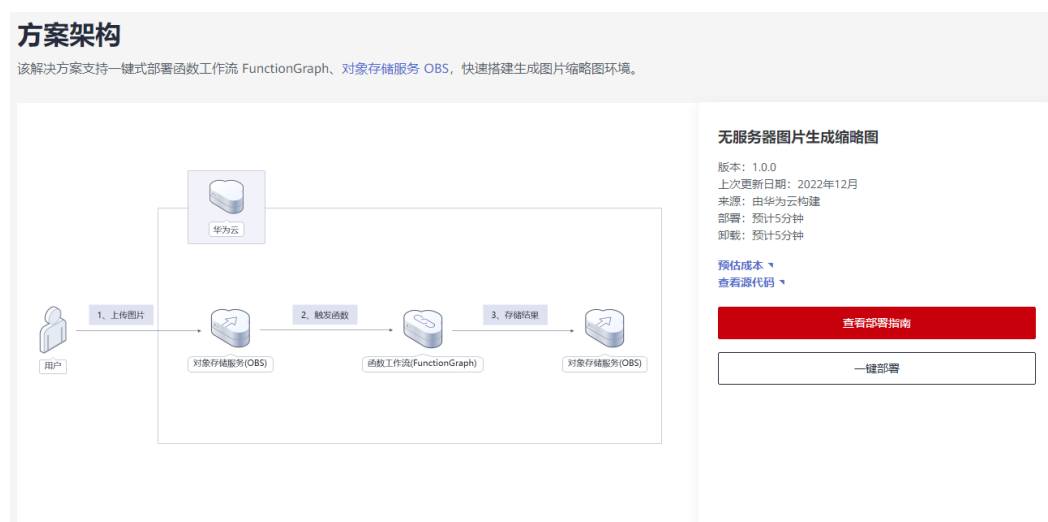 方案架构
该解决方案支持一键式部署函数工作流 FunctionGraph、对象存储服务 OBS，快速搭建生成图片缩略图环境。
华为云
1、上传图片
2、触发函数
3、存储结果
用户
对象存储服务(OBS)
函数工作流(FunctionGraph)
对象存储服务(OBS)
无服务器图片生成缩略图
版本：1.0.0
上次更新日期：2022年12月
来源：由华为云构建
部署：预计5分钟
卸载：预计5分钟
预估成本
查看源代码
查看部署指南
一键部署